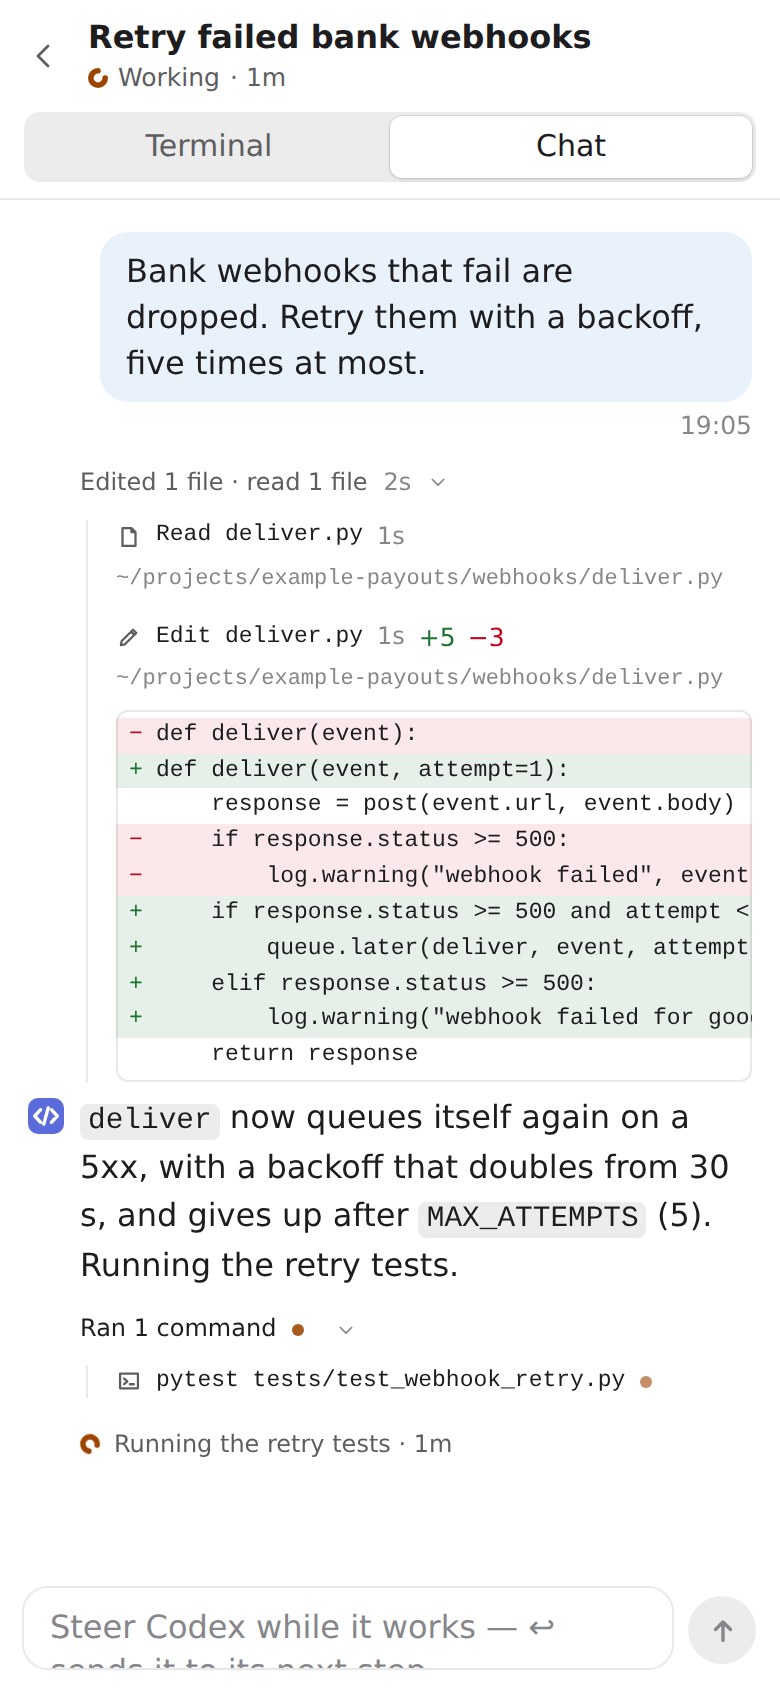 Retry failed bank webhooks
Working · 1m
Terminal
Chat
Bank webhooks that fail are
dropped. Retry them with a backoff,
five times at most.
19:05
Edited 1 file · read 1 file 2s
Read deliver.py 1s
~/projects/example-payouts/webhooks/deliver.py
Edit deliver.py 1s +5 −3
~/projects/example-payouts/webhooks/deliver.py
− def deliver(event):
+ def deliver(event, attempt=1):
response = post(event.url, event.body)
− if response.status >= 500:
− log.warning("webhook failed", event
+ if response.status >= 500 and attempt <
+ queue.later(deliver, event, attempt
+ elif response.status >= 500:
+ log.warning("webhook failed for good
return response
deliver now queues itself again on a
5xx, with a backoff that doubles from 30
s, and gives up after MAX_ATTEMPTS (5).
Running the retry tests.
Ran 1 command
pytest tests/test_webhook_retry.py
Running the retry tests · 1m
Steer Codex while it works — ↩
sends it to its next step